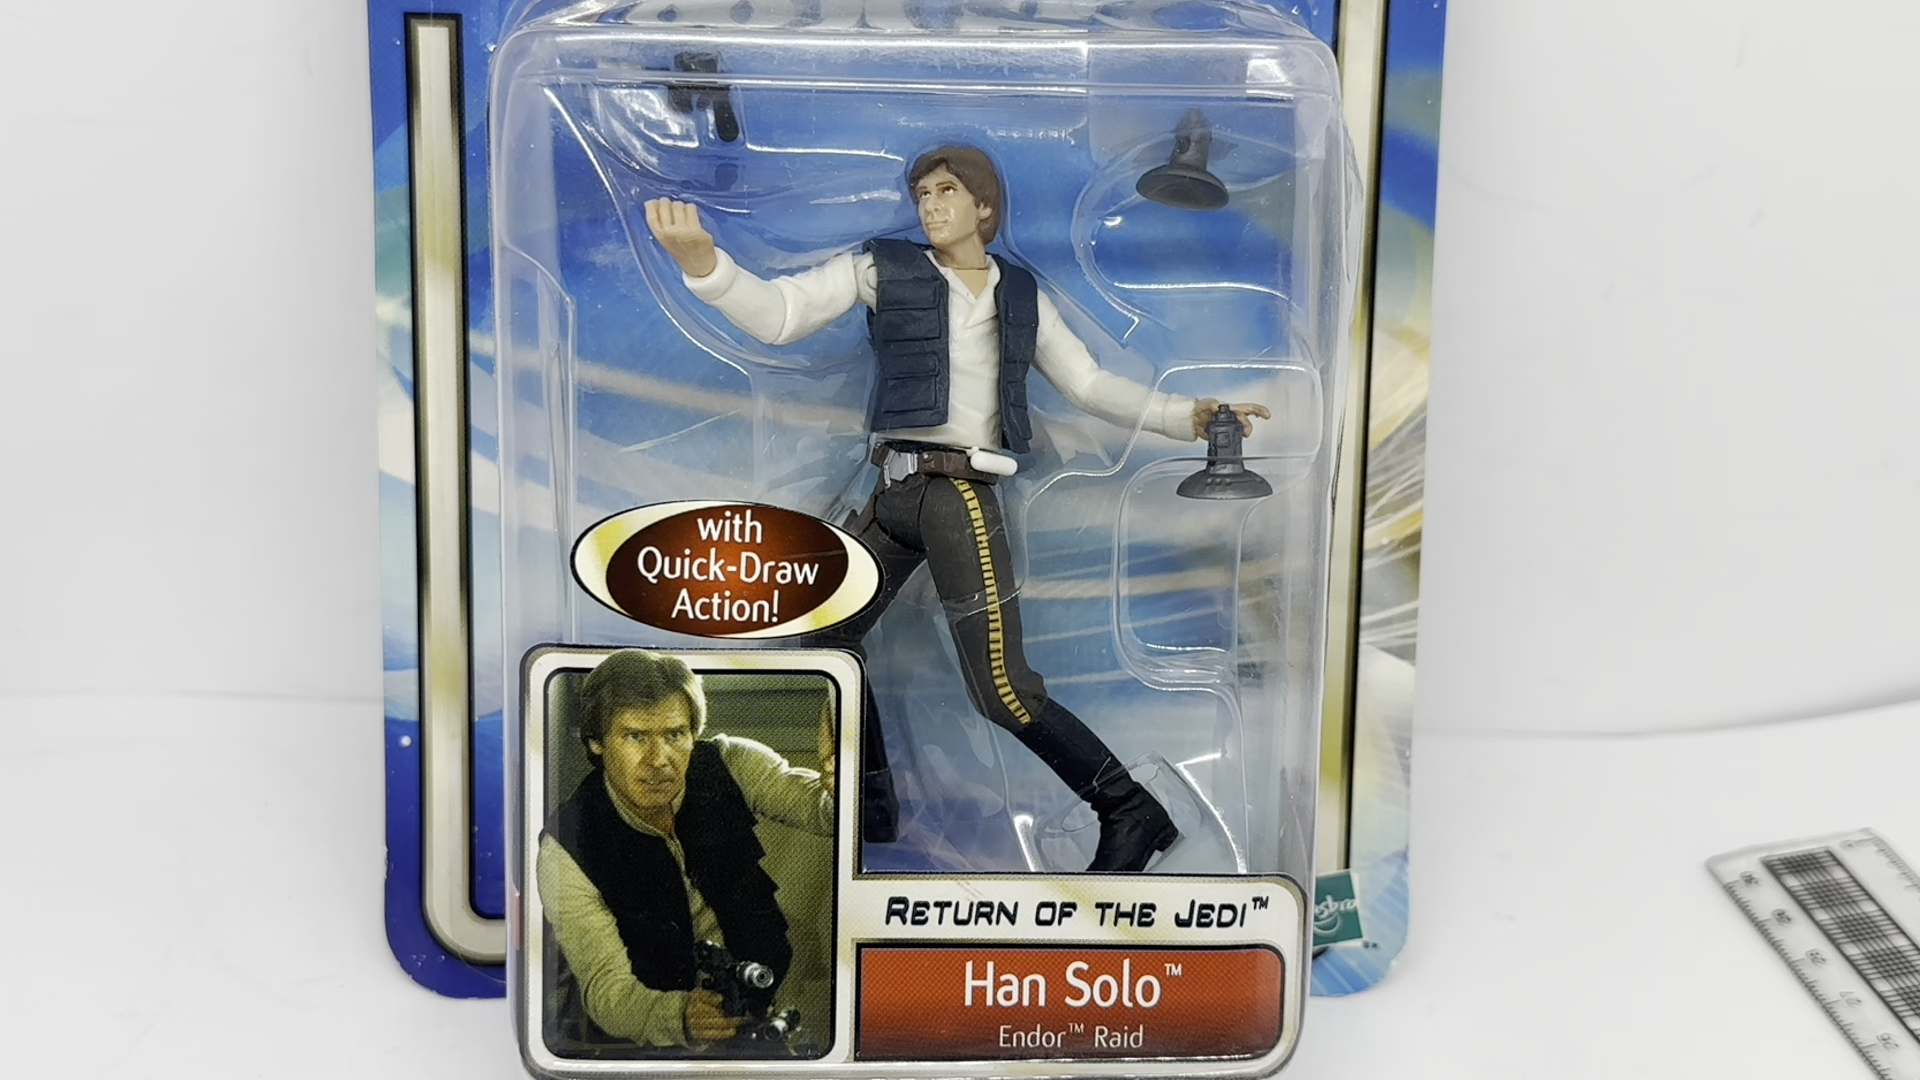 with
Quick-Draw
Action!
RETURN OF THE JEDI™
Han Solo™
Endor™ Raid